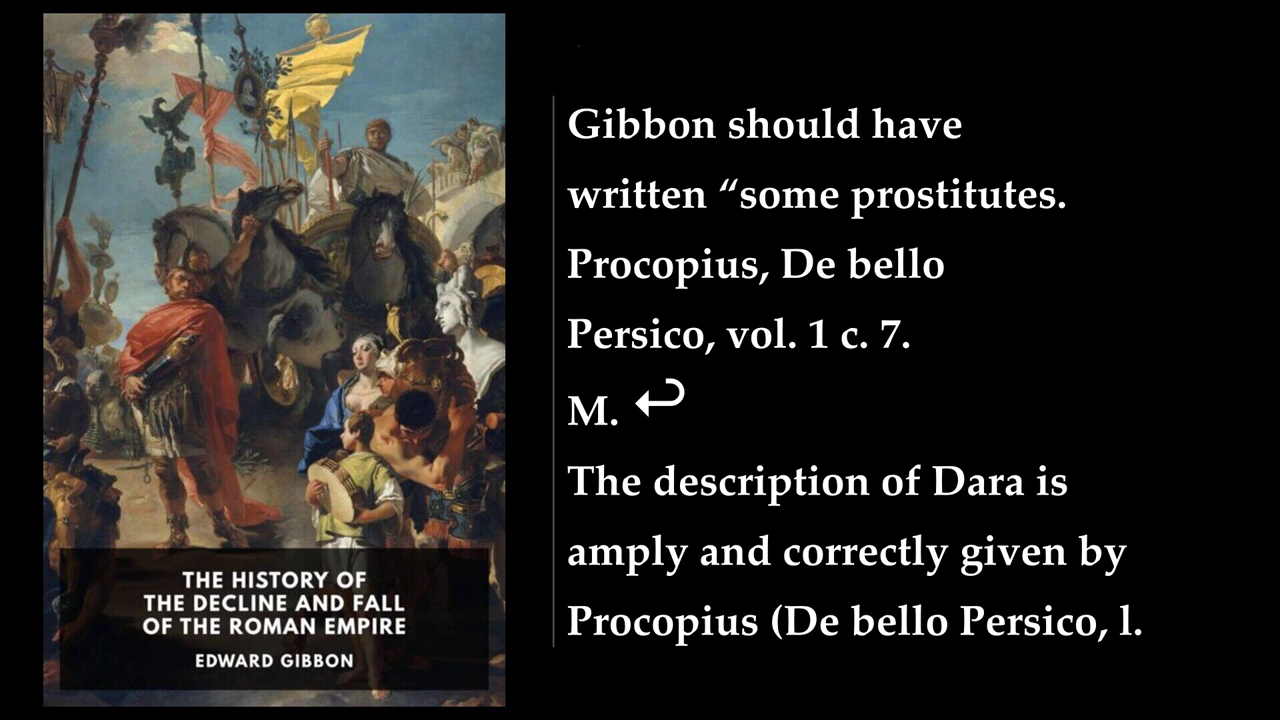 THE HISTORY OF
THE DECLINE AND FALL
OF THE ROMAN EMPIRE
EDWARD GIBBON
Gibbon should have
written “some prostitutes.
Procopius, De bello
Persico, vol. 1 c. 7.
M. ↩
The description of Dara is
amply and correctly given by
Procopius (De bello Persico, l.